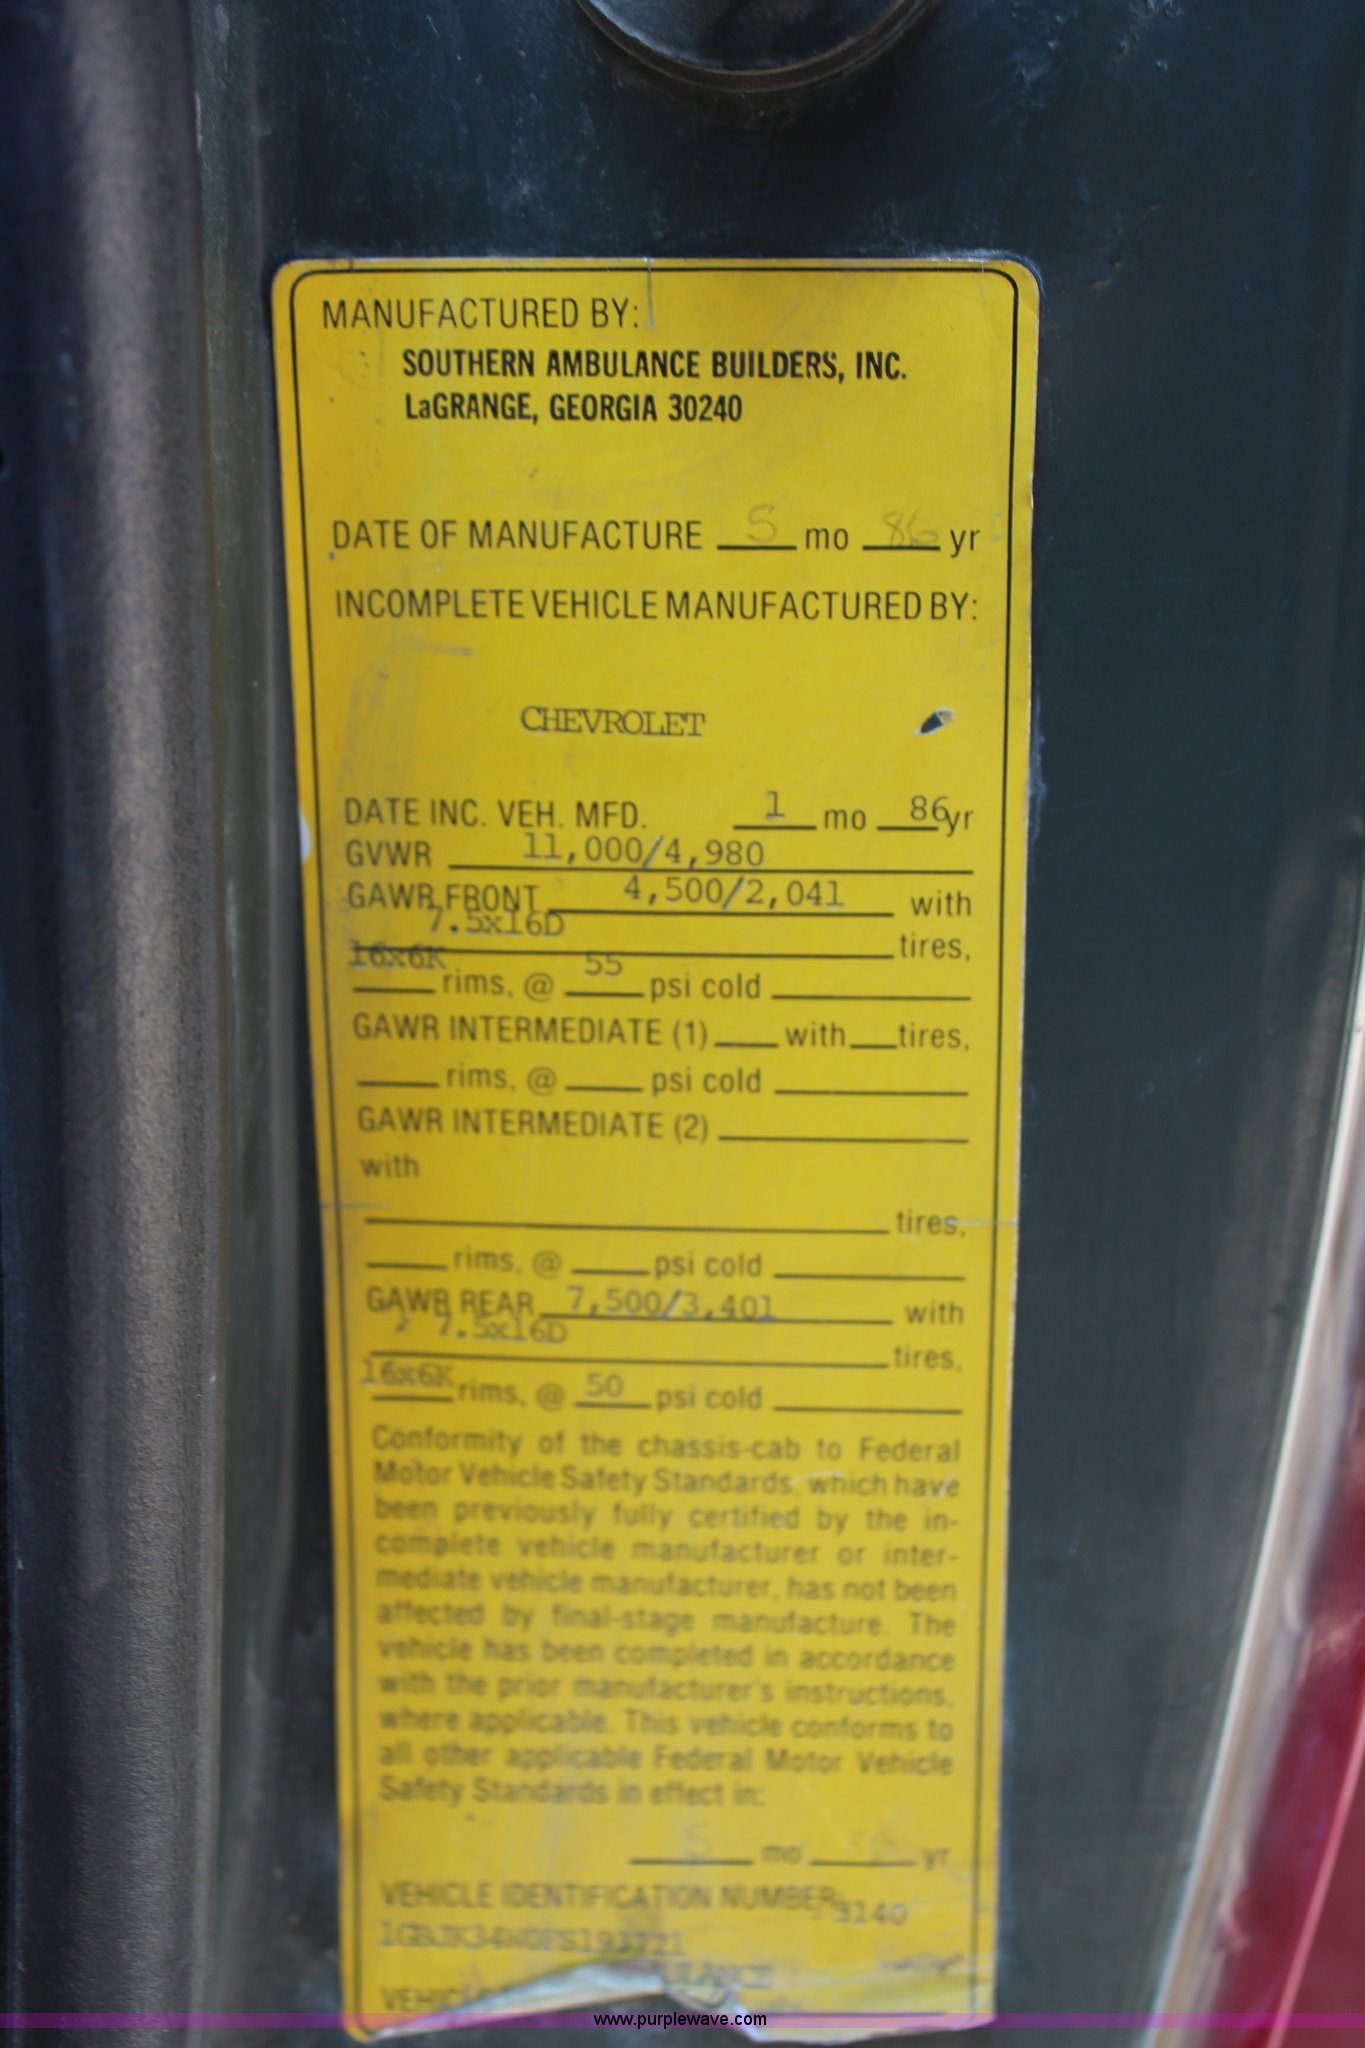 MANUFACTURED BY:
SOUTHERN AMBULANCE BUILDERS, INC.
LaGRANGE, GEORGIA 30240
DATE OF MANUFACTURE 5 mo 86 yr
INCOMPLETE VEHICLE MANUFACTURED BY:
CHEVROLET
DATE INC. VEH. MFD. 1 mo 86 yr
GVWR 11,000/4,980
GAWR FRONT 4,500/2,041 with
7.5x16D tires,
16x6K rims, @ 55 psi cold
GAWR INTERMEDIATE (1) with tires,
rims, @ psi cold
GAWR INTERMEDIATE (2)
with
tires,
rims, @ psi cold
GAWR REAR 7,500/3,401 with
7.5x16D tires,
16x6K rims, @ 50 psi cold
Conformity of the chassis-cab to Federal
Motor Vehicle Safety Standards, which have
been previously fully certified by the in-
complete vehicle manufacturer or inter-
mediate vehicle manufacturer, has not been
affected by final-stage manufacture. The
vehicle has been completed in accordance
with the prior manufacturer's instructions,
where applicable. This vehicle conforms to
all other applicable Federal Motor Vehicle
Safety Standards in effect in:
5 mo yr
VEHICLE IDENTIFICATION NUMBER
www.purplewave.com